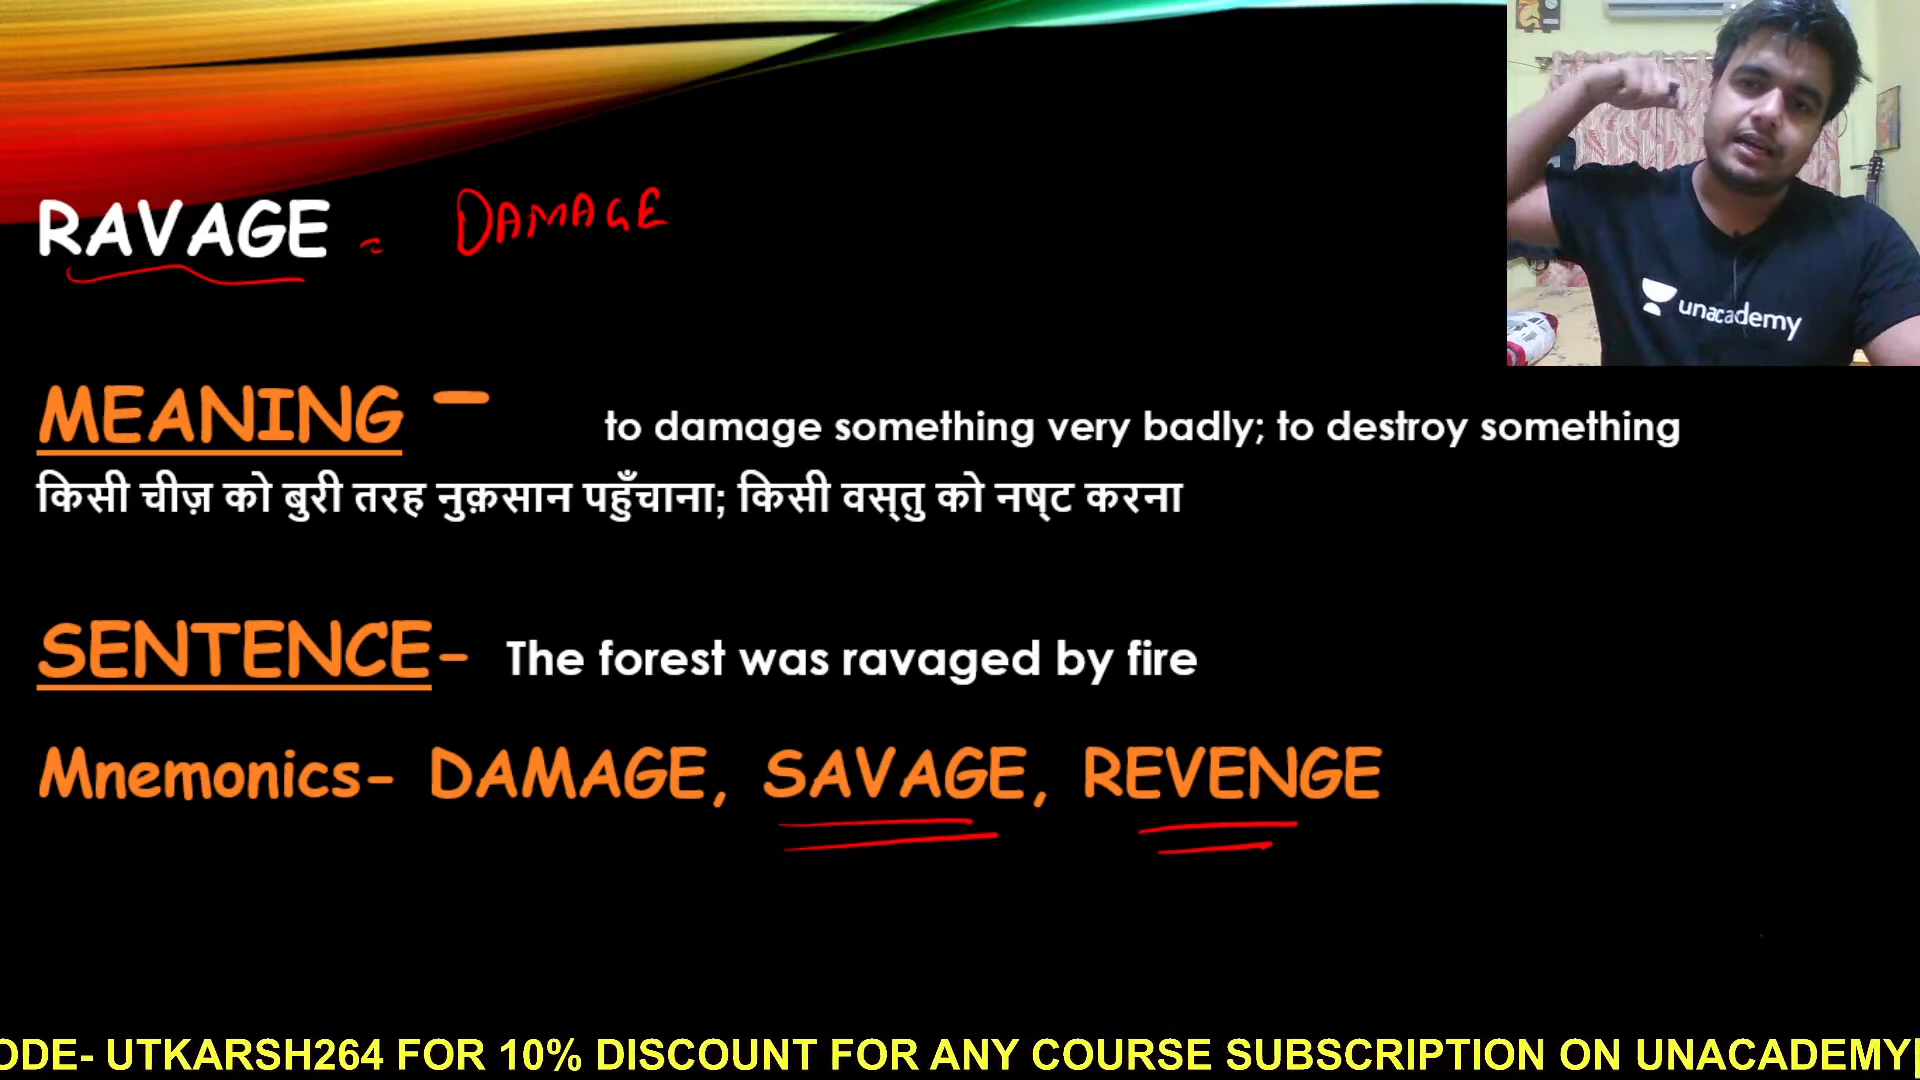 RAVAGE = DAMAGE
unacademy
MEANING – to damage something very badly; to destroy something
किसी चीज़ को बुरी तरह नुक़सान पहुँचाना; किसी वस्तु को नष्ट करना
SENTENCE- The forest was ravaged by fire
Mnemonics- DAMAGE, SAVAGE, REVENGE
ODE- UTKARSH264 FOR 10% DISCOUNT FOR ANY COURSE SUBSCRIPTION ON UNACADEMY|